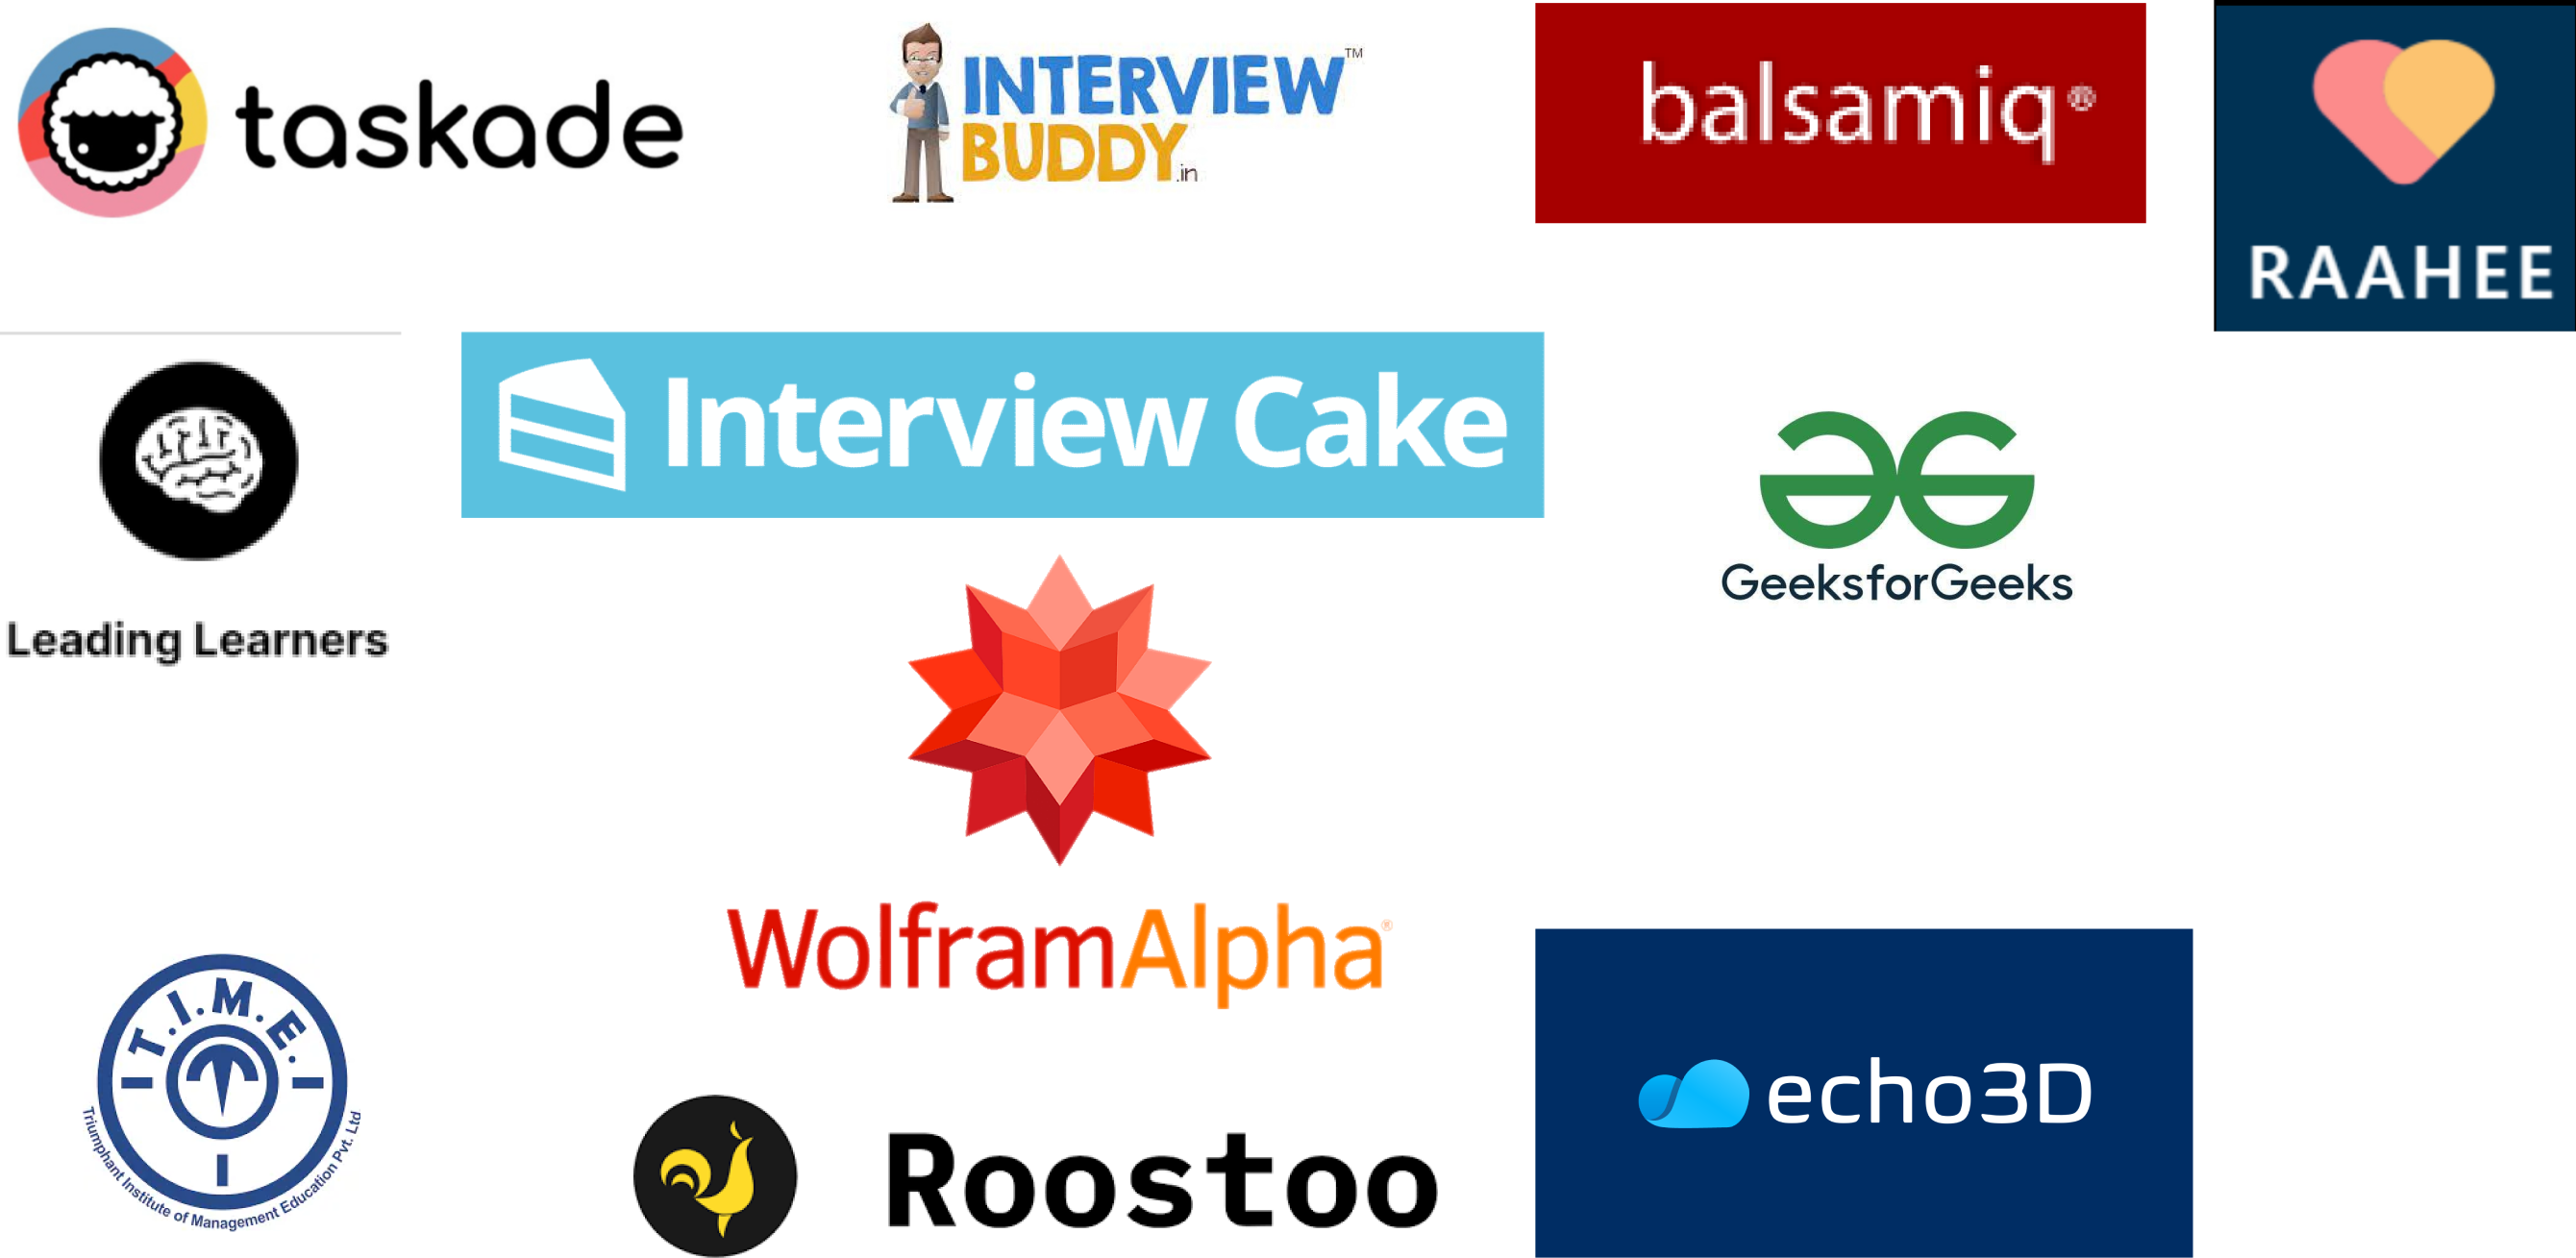 taskade
INTERVIEW™
BUDDY.in
balsamiq®
RAAHEE
Leading Learners
Interview Cake
GeeksforGeeks
WolframAlpha®
T.I.M.E.
Triumphant Institute of Management Education Pvt. Ltd
Roostoo
echo3D